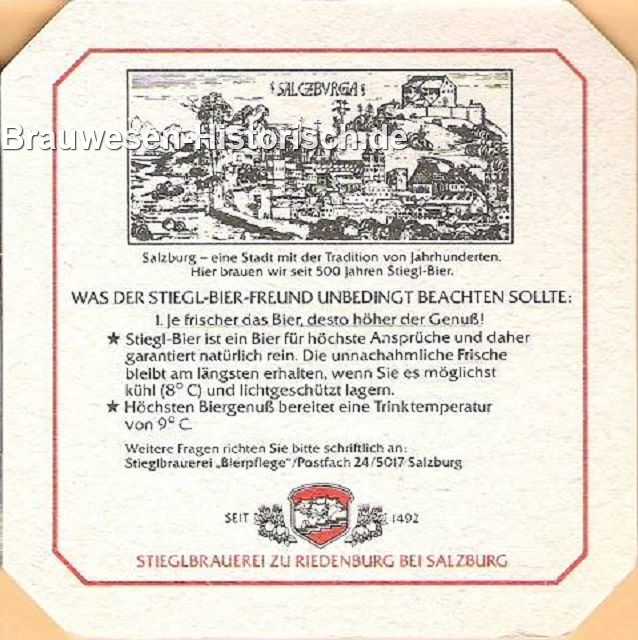 SALCZBVRGA
Brauwesen-Historisch.de
Salzburg – eine Stadt mit der Tradition von Jahrhunderten.
Hier brauen wir seit 500 Jahren Stiegl-Bier.
WAS DER STIEGL-BIER-FREUND UNBEDINGT BEACHTEN SOLLTE:
1. Je frischer das Bier, desto höher der Genuß!
★ Stiegl-Bier ist ein Bier für höchste Ansprüche und daher
garantiert natürlich rein. Die unnachahmliche Frische
bleibt am längsten erhalten, wenn Sie es möglichst
kühl (8° C) und lichtgeschützt lagern.
★ Höchsten Biergenuß bereitet eine Trinktemperatur
von 9° C.
Weitere Fragen richten Sie bitte schriftlich an:
Stieglbrauerei „Bierpflege"/Postfach 24/5017 Salzburg
SEIT 1492
STIEGLBRAUEREI ZU RIEDENBURG BEI SALZBURG